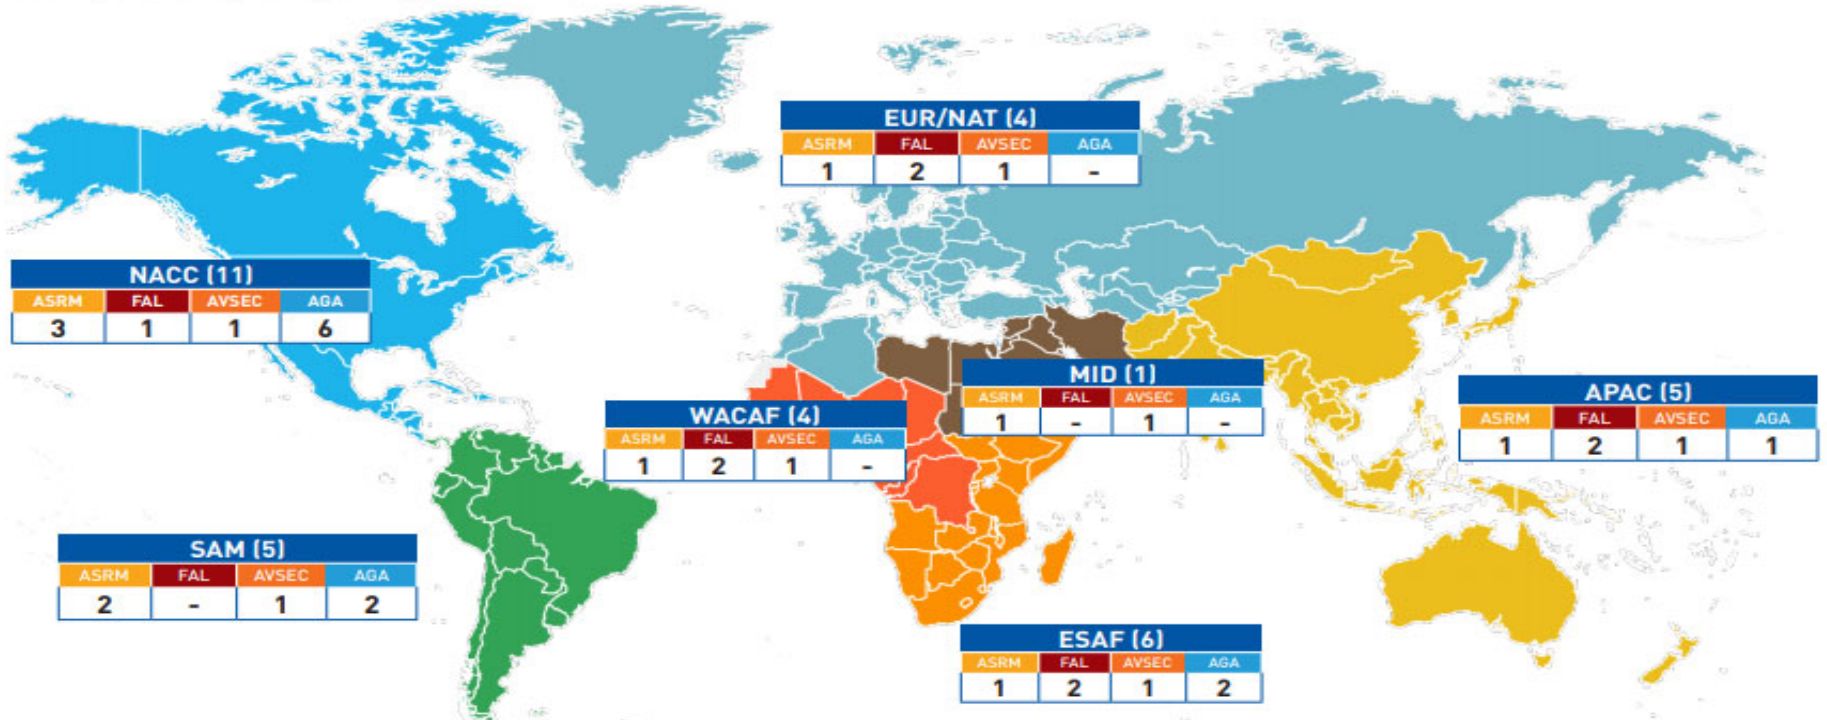 EUR/NAT (4)
ASRM FAL AVSEC AGA
1 2 1 -
NACC (11)
ASRM FAL AVSEC AGA
3 1 1 6
MID (1)
ASRM FAL AVSEC AGA
1 - 1 -
APAC (5)
ASRM FAL AVSEC AGA
1 2 1 1
WACAF (4)
ASRM FAL AVSEC AGA
1 2 1 -
SAM (5)
ASRM FAL AVSEC AGA
2 - 1 2
ESAF (6)
ASRM FAL AVSEC AGA
1 2 1 2